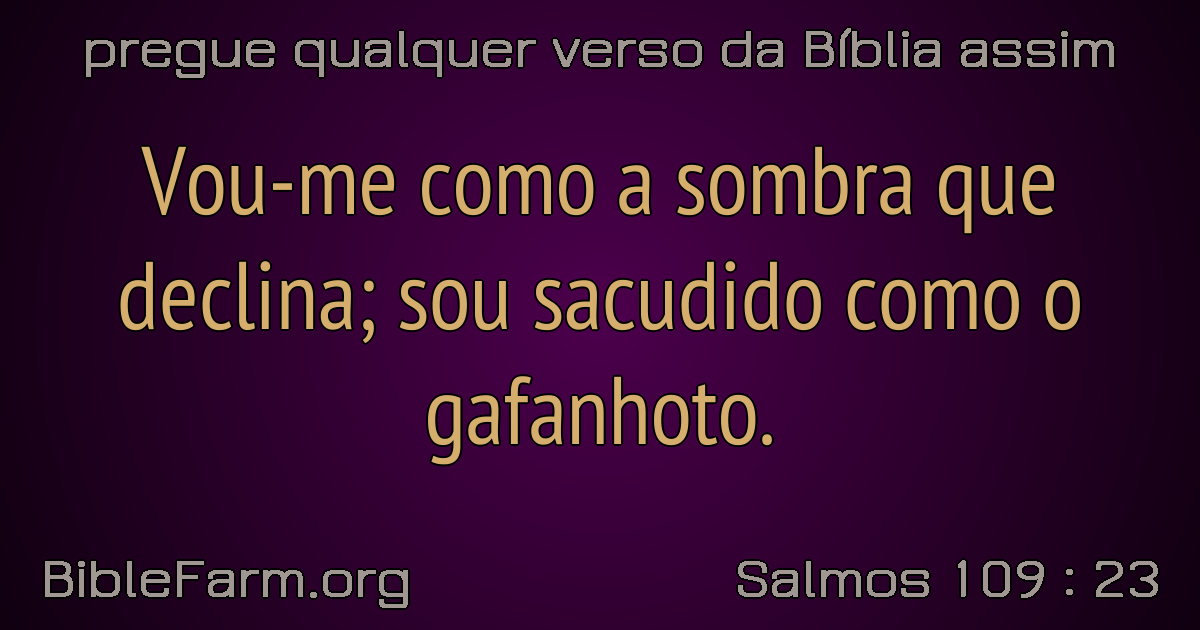 pregue qualquer verso da Bíblia assim
Vou-me como a sombra que
declina; sou sacudido como o
gafanhoto.
BibleFarm.org
Salmos 109 : 23